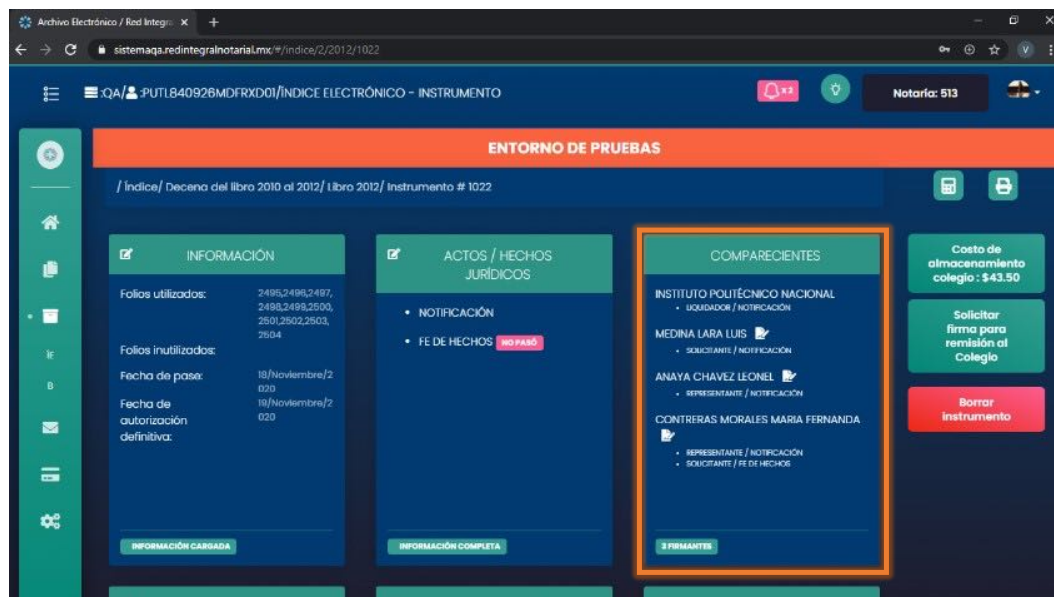 Archivo Electrónico / Red Integr
sistemaqa.redintegralnotarial.mx/#/indice/2/2012/1022
V
:QA/ :PUTL840926MDFRXD01/ÍNDICE ELECTRÓNICO - INSTRUMENTO
x2
Notaría: 513
ENTORNO DE PRUEBAS
/ Índice/ Decena del libro 2010 al 2012/ Libro 2012/ Instrumento # 1022
INFORMACIÓN
Folios utilizados:
2495,2496,2497,
2498,2499,2500,
2501,2502,2503,
2504
Folios inutilizados:
Fecha de pase:
18/Noviembre/2
020
Fecha de
autorización
definitiva:
19/Noviembre/2
020
INFORMACIÓN CARGADA
ACTOS / HECHOS
JURÍDICOS
• NOTIFICACIÓN
• FE DE HECHOS NO PASÓ
INFORMACIÓN COMPLETA
COMPARECIENTES
INSTITUTO POLITÉCNICO NACIONAL
• LIQUIDADOR / NOTIFICACIÓN
MEDINA LARA LUIS
• SOLICITANTE / NOTIFICACIÓN
ANAYA CHAVEZ LEONEL
• REPRESENTANTE / NOTIFICACIÓN
CONTRERAS MORALES MARIA FERNANDA
• REPRESENTANTE / NOTIFICACIÓN
• SOLICITANTE / FE DE HECHOS
3 FIRMANTES
Costo de
almacenamiento
colegio : $43.50
Solicitar
firma para
remisión al
Colegio
Borrar
instrumento
B